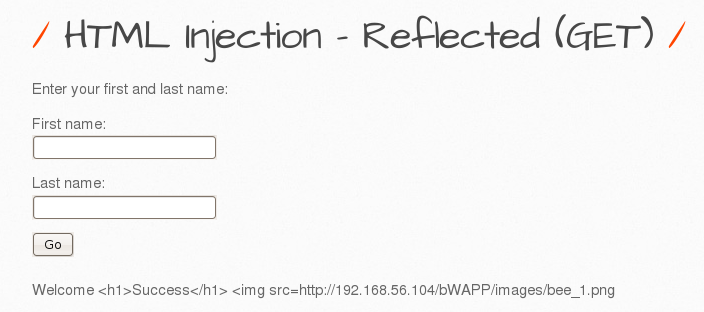 / HTML Injection - Reflected (GET) /
Enter your first and last name:
First name:
Last name:
Go
Welcome <h1>Success</h1> <img src=http://192.168.56.104/bWAPP/images/bee_1.png